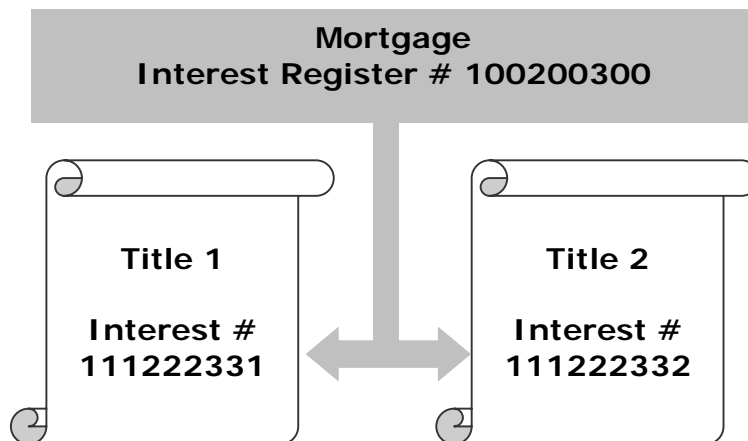 Mortgage
Interest Register # 100200300
Title 1
Interest #
111222331
Title 2
Interest #
111222332